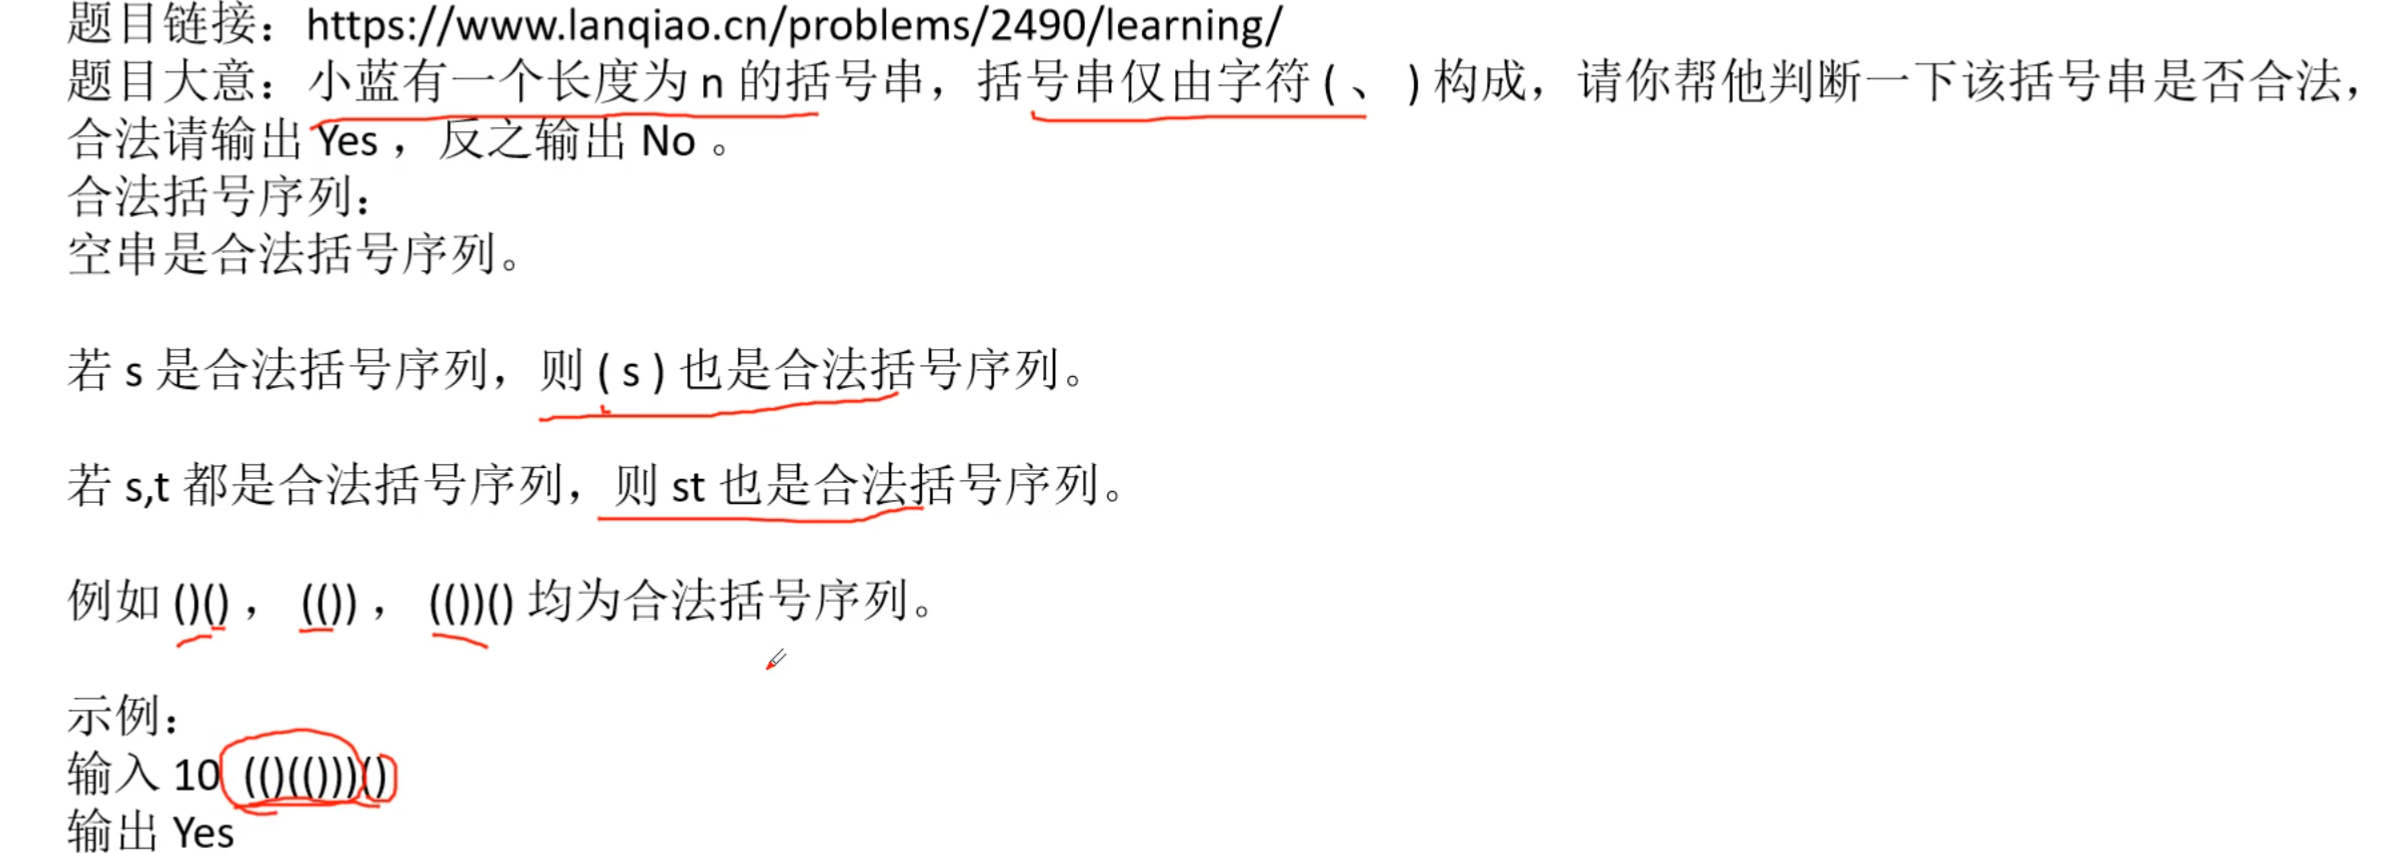 题目链接：https://www.lanqiao.cn/problems/2490/learning/
题目大意：小蓝有一个长度为 n 的括号串，括号串仅由字符 ( 、 ) 构成，请你帮他判断一下该括号串是否合法，
合法请输出 Yes ，反之输出 No 。
合法括号序列：
空串是合法括号序列。
若 s 是合法括号序列，则 ( s ) 也是合法括号序列。
若 s,t 都是合法括号序列，则 st 也是合法括号序列。
例如 ()() ， (()) ， (())() 均为合法括号序列。
示例：
输入 10 (()(()))()
输出 Yes